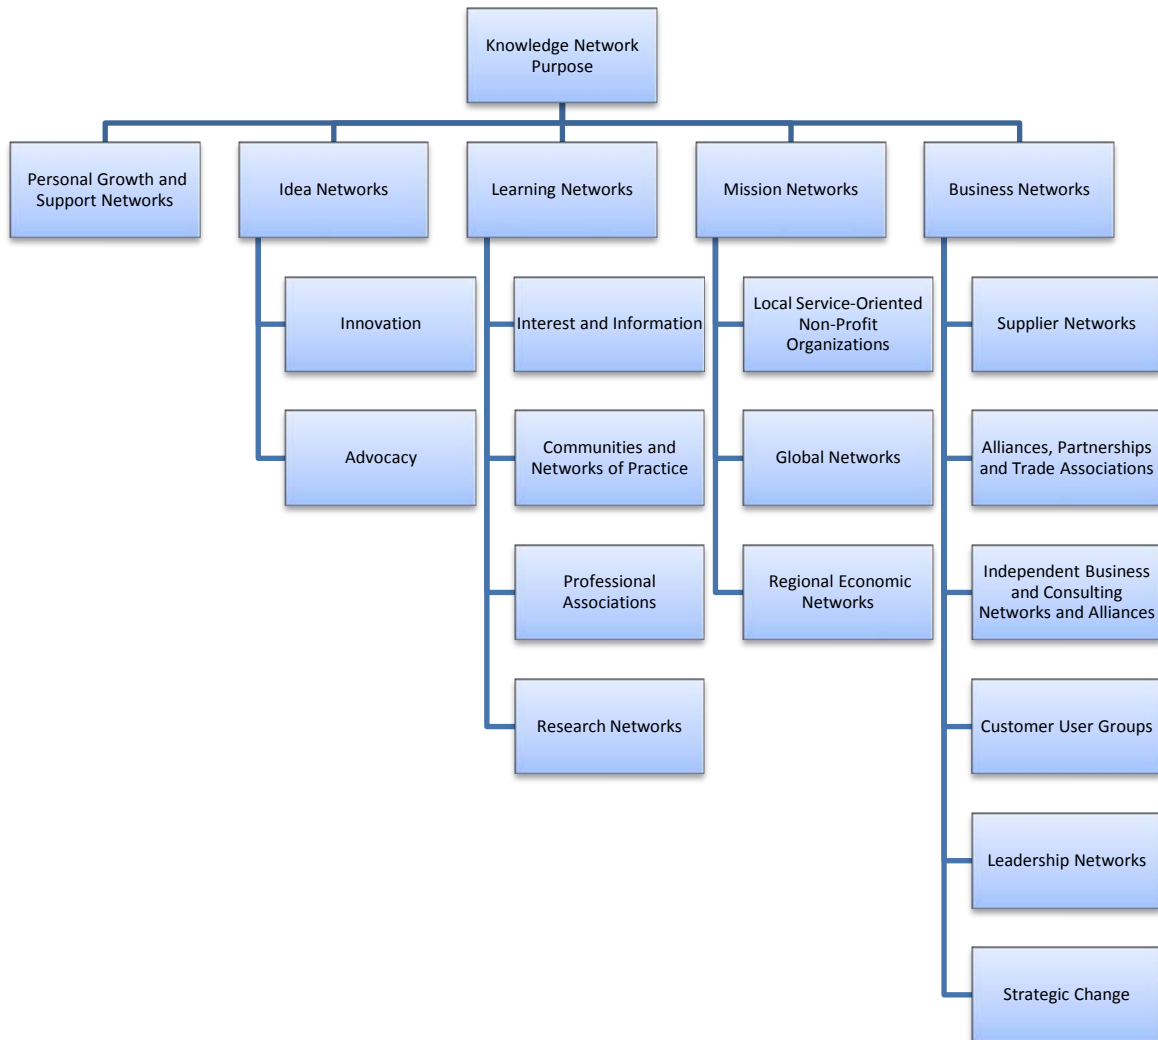 Knowledge Network
Purpose
Personal Growth and
Support Networks
Idea Networks
Learning Networks
Mission Networks
Business Networks
Innovation
Advocacy
Interest and Information
Communities and
Networks of Practice
Professional
Associations
Research Networks
Local Service-Oriented
Non-Profit
Organizations
Global Networks
Regional Economic
Networks
Supplier Networks
Alliances, Partnerships
and Trade Associations
Independent Business
and Consulting
Networks and Alliances
Customer User Groups
Leadership Networks
Strategic Change